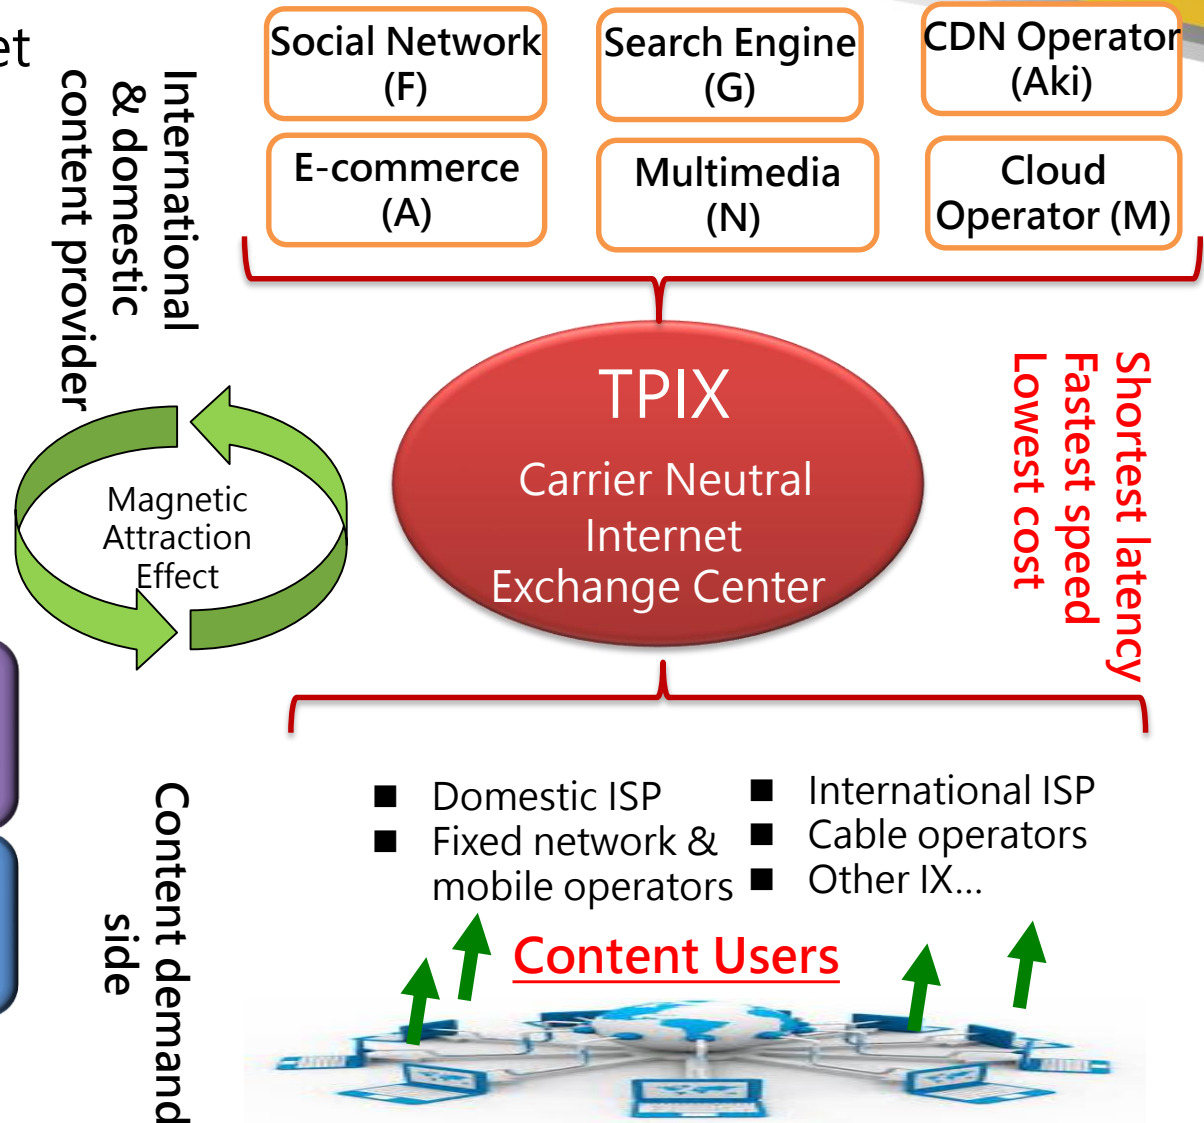 et
International
& domestic
content provider
Social Network
(F)
Search Engine
(G)
CDN Operator
(Aki)
E-commerce
(A)
Multimedia
(N)
Cloud
Operator (M)
TPIX
Carrier Neutral
Internet
Exchange Center
Shortest latency
Fastest speed
Lowest cost
Magnetic
Attraction
Effect
Content demand
side
■ Domestic ISP
■ Fixed network &
mobile operators
■ International ISP
■ Cable operators
■ Other IX...
Content Users